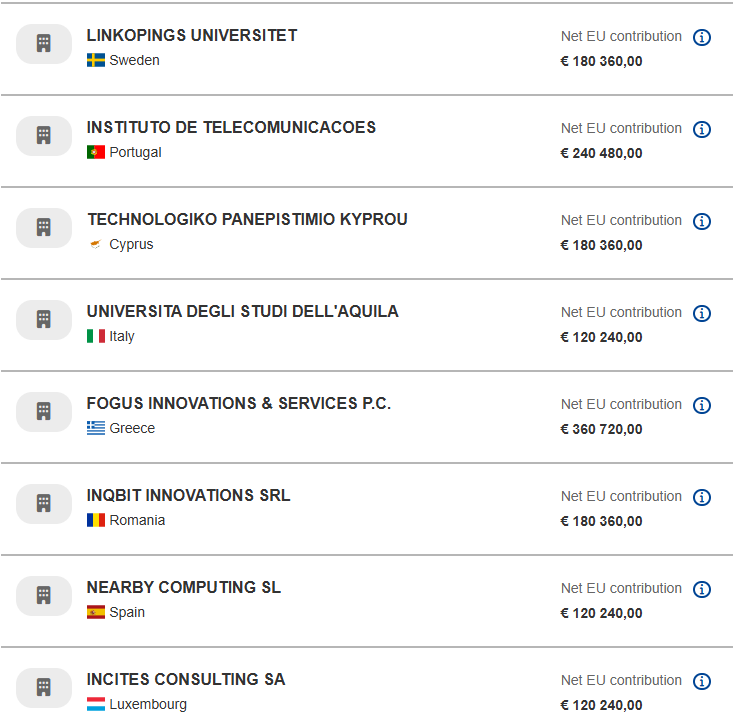 LINKOPINGS UNIVERSITET
Sweden
Net EU contribution
€ 180 360,00
INSTITUTO DE TELECOMUNICACOES
Portugal
Net EU contribution
€ 240 480,00
TECHNOLOGIKO PANEPISTIMIO KYPROU
Cyprus
Net EU contribution
€ 180 360,00
UNIVERSITA DEGLI STUDI DELL'AQUILA
Italy
Net EU contribution
€ 120 240,00
FOGUS INNOVATIONS & SERVICES P.C.
Greece
Net EU contribution
€ 360 720,00
INQBIT INNOVATIONS SRL
Romania
Net EU contribution
€ 180 360,00
NEARBY COMPUTING SL
Spain
Net EU contribution
€ 120 240,00
INCITES CONSULTING SA
Luxembourg
Net EU contribution
€ 120 240,00